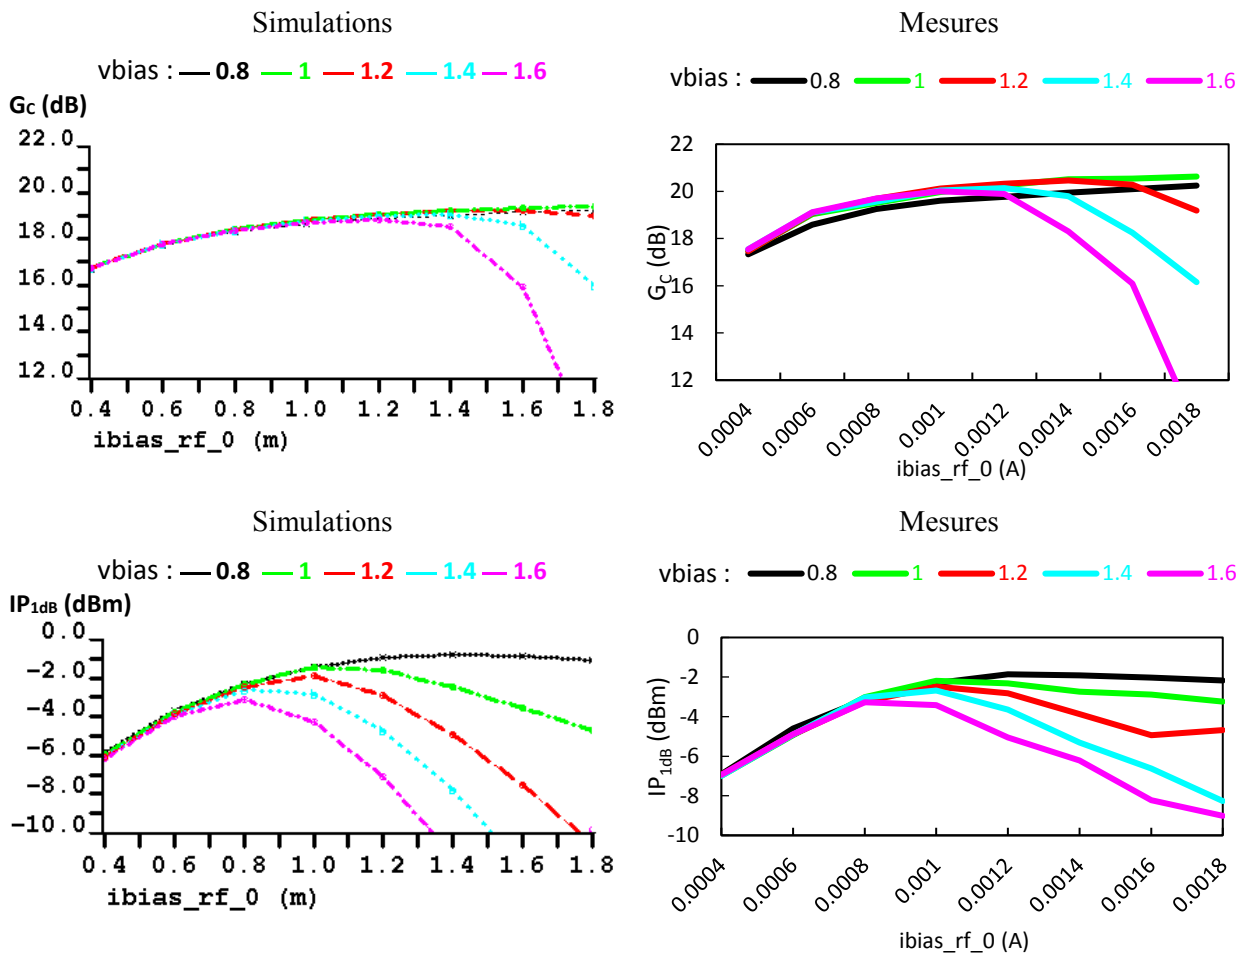 Simulations
vbias : 0.8 1 1.2 1.4 1.6
GC (dB)
22.0
20.0
18.0
16.0
14.0
12.0
0.4 0.6 0.8 1.0 1.2 1.4 1.6 1.8
ibias_rf_0 (m)
Mesures
vbias : 0.8 1 1.2 1.4 1.6
GC (dB)
22
20
18
16
14
12
0.0004 0.0006 0.0008 0.001 0.0012 0.0014 0.0016 0.0018
ibias_rf_0 (A)
Simulations
vbias : 0.8 1 1.2 1.4 1.6
IP1dB (dBm)
0.0
-2.0
-4.0
-6.0
-8.0
-10.0
0.4 0.6 0.8 1.0 1.2 1.4 1.6 1.8
ibias_rf_0 (m)
Mesures
vbias : 0.8 1 1.2 1.4 1.6
IP1dB (dBm)
0
-2
-4
-6
-8
-10
0.0004 0.0006 0.0008 0.001 0.0012 0.0014 0.0016 0.0018
ibias_rf_0 (A)